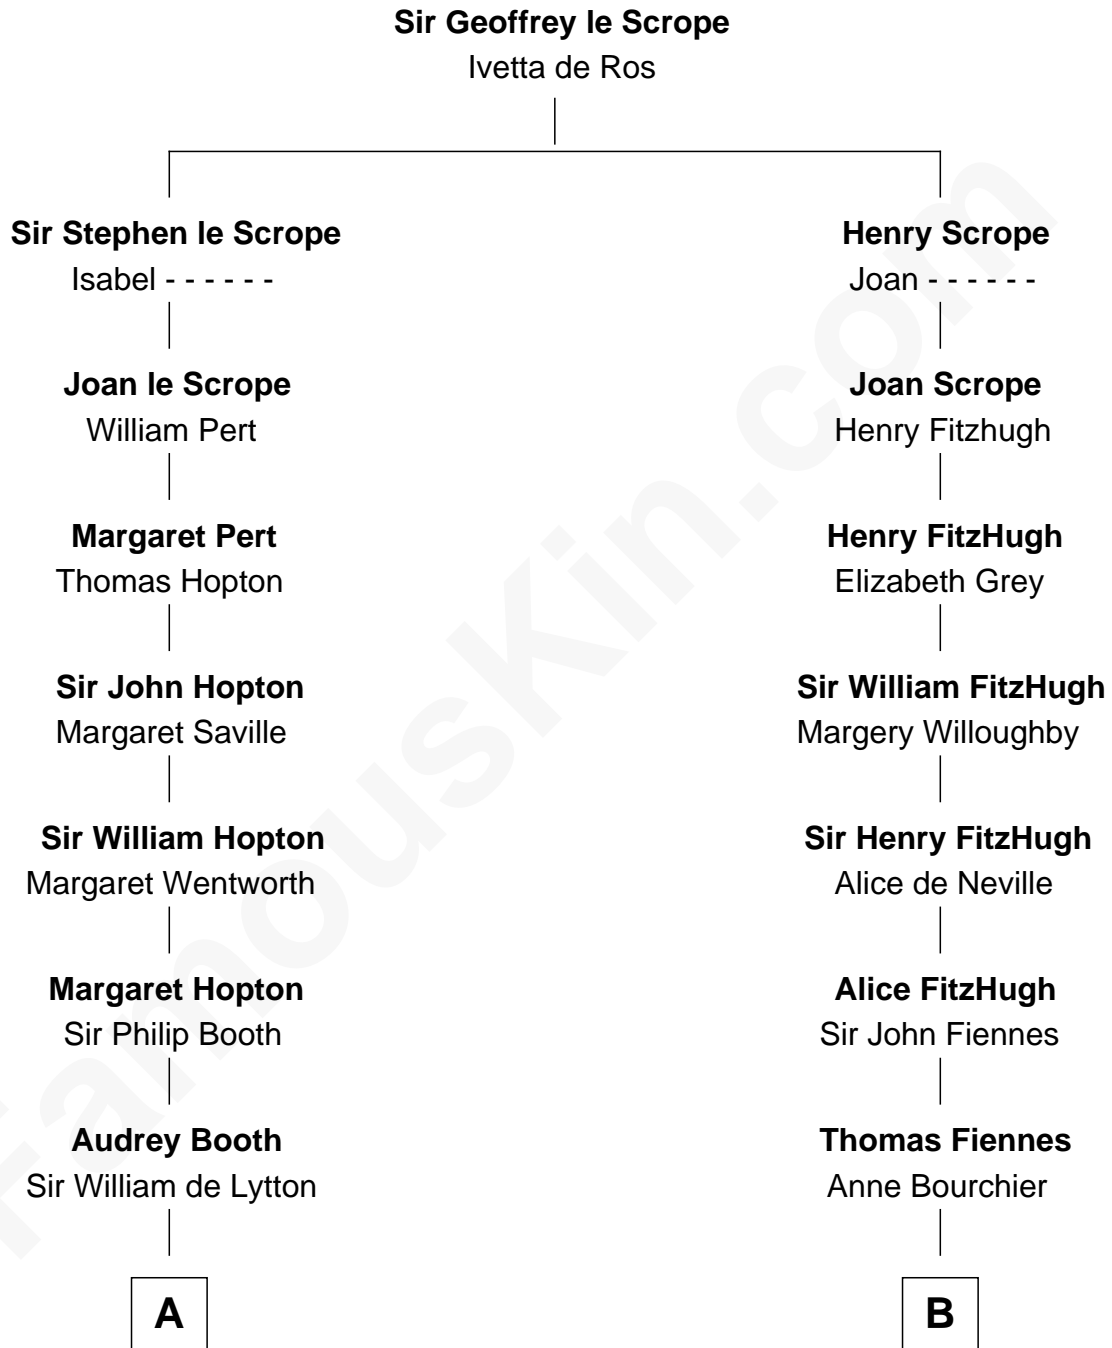 Sir Geoffrey le Scrope
Ivetta de Ros
Sir Stephen le Scrope
Isabel - - - - - -
Henry Scrope
Joan - - - - - -
Joan le Scrope
William Pert
Joan Scrope
Henry Fitzhugh
Margaret Pert
Thomas Hopton
Henry FitzHugh
Elizabeth Grey
Sir John Hopton
Margaret Saville
Sir William FitzHugh
Margery Willoughby
Sir William Hopton
Margaret Wentworth
Sir Henry FitzHugh
Alice de Neville
Margaret Hopton
Sir Philip Booth
Alice FitzHugh
Sir John Fiennes
Audrey Booth
Sir William de Lytton
Thomas Fiennes
Anne Bourchier
A
B
FamousKin.com